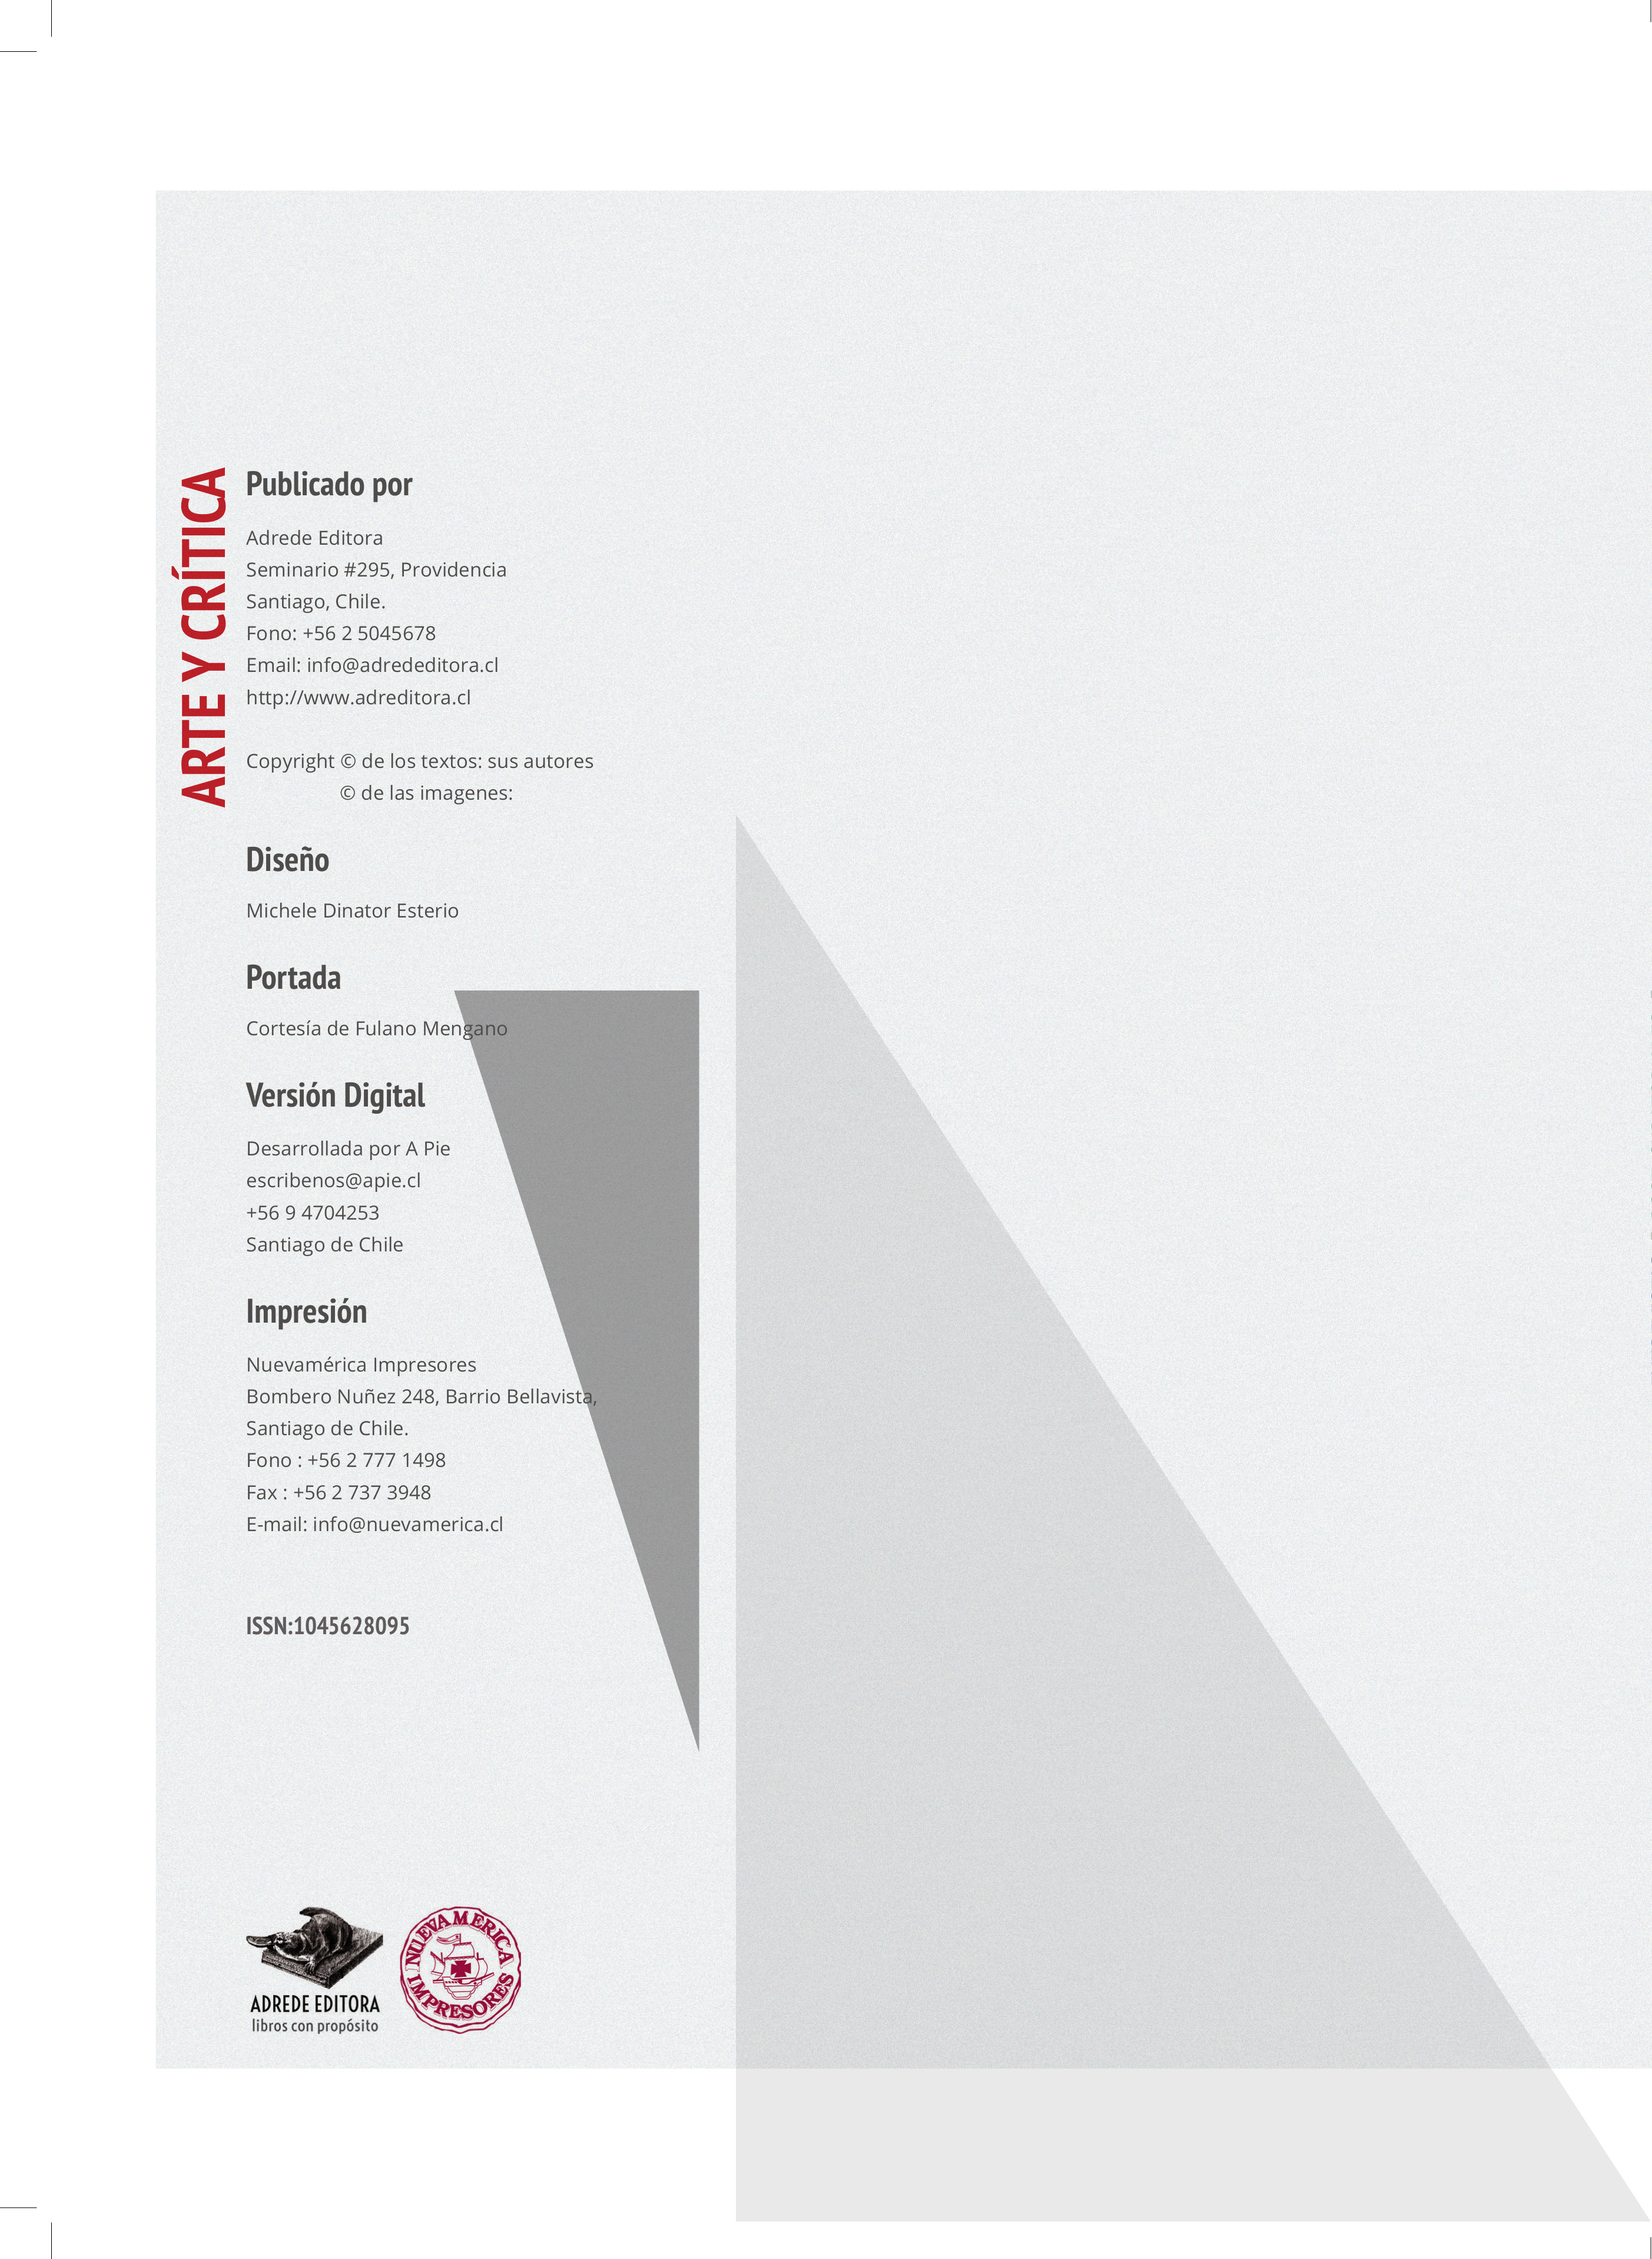 ARTE Y CRÍTICA
Publicado por
Adrede Editora
Seminario #295, Providencia
Santiago, Chile.
Fono: +56 2 5045678
Email: info@adrededitora.cl
http://www.adreditora.cl
Copyright © de los textos: sus autores
© de las imagenes:
Diseño
Michele Dinator Esterio
Portada
Cortesía de Fulano Mengano
Versión Digital
Desarrollada por A Pie
escribenos@apie.cl
+56 9 4704253
Santiago de Chile
Impresión
Nuevamérica Impresores
Bombero Nuñez 248, Barrio Bellavista,
Santiago de Chile.
Fono : +56 2 777 1498
Fax : +56 2 737 3948
E-mail: info@nuevamerica.cl
ISSN:1045628095
ADREDE EDITORA
libros con propósito
NUEVAMERICA
IMPRESORES